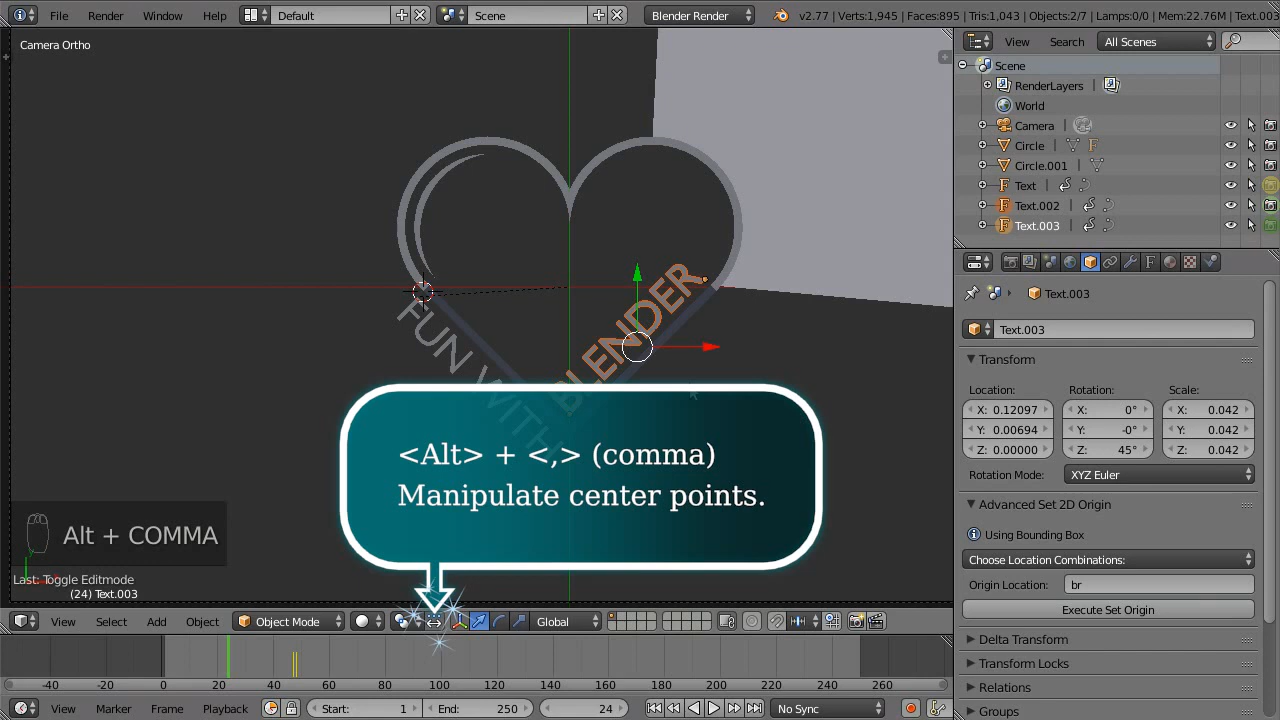 File
Render
Window
Help
Default
Scene
Blender Render
v2.77 | Verts:1,945 | Faces:895 | Tris:1,043 | Objects:2/7 | Lamps:0/0 | Mem:22.76M | Text.003
Camera Ortho
View
Search
All Scenes
Scene
RenderLayers
World
Camera
Circle
Circle.001
Text
Text.002
Text.003
FUN WITH
BLENDER
<Alt> + <,> (comma)
Manipulate center points.
Alt + COMMA
Last: Toggle Editmode
(24) Text.003
Text.003
Text.003
Transform
Location: Rotation: Scale:
X: 0.12097 X: 0° X: 0.042
Y: 0.00694 Y: -0° Y: 0.042
Z: 0.00000 Z: 45° Z: 0.042
Rotation Mode: XYZ Euler
Advanced Set 2D Origin
Using Bounding Box
Choose Location Combinations:
Origin Location: br
Execute Set Origin
Delta Transform
Transform Locks
Relations
Groups
View Select Add Object Object Mode Global
-40 -20 0 20 40 60 80 100 120 140 160 180 200 220 240 260
View Marker Frame Playback Start: 1 End: 250 24 No Sync